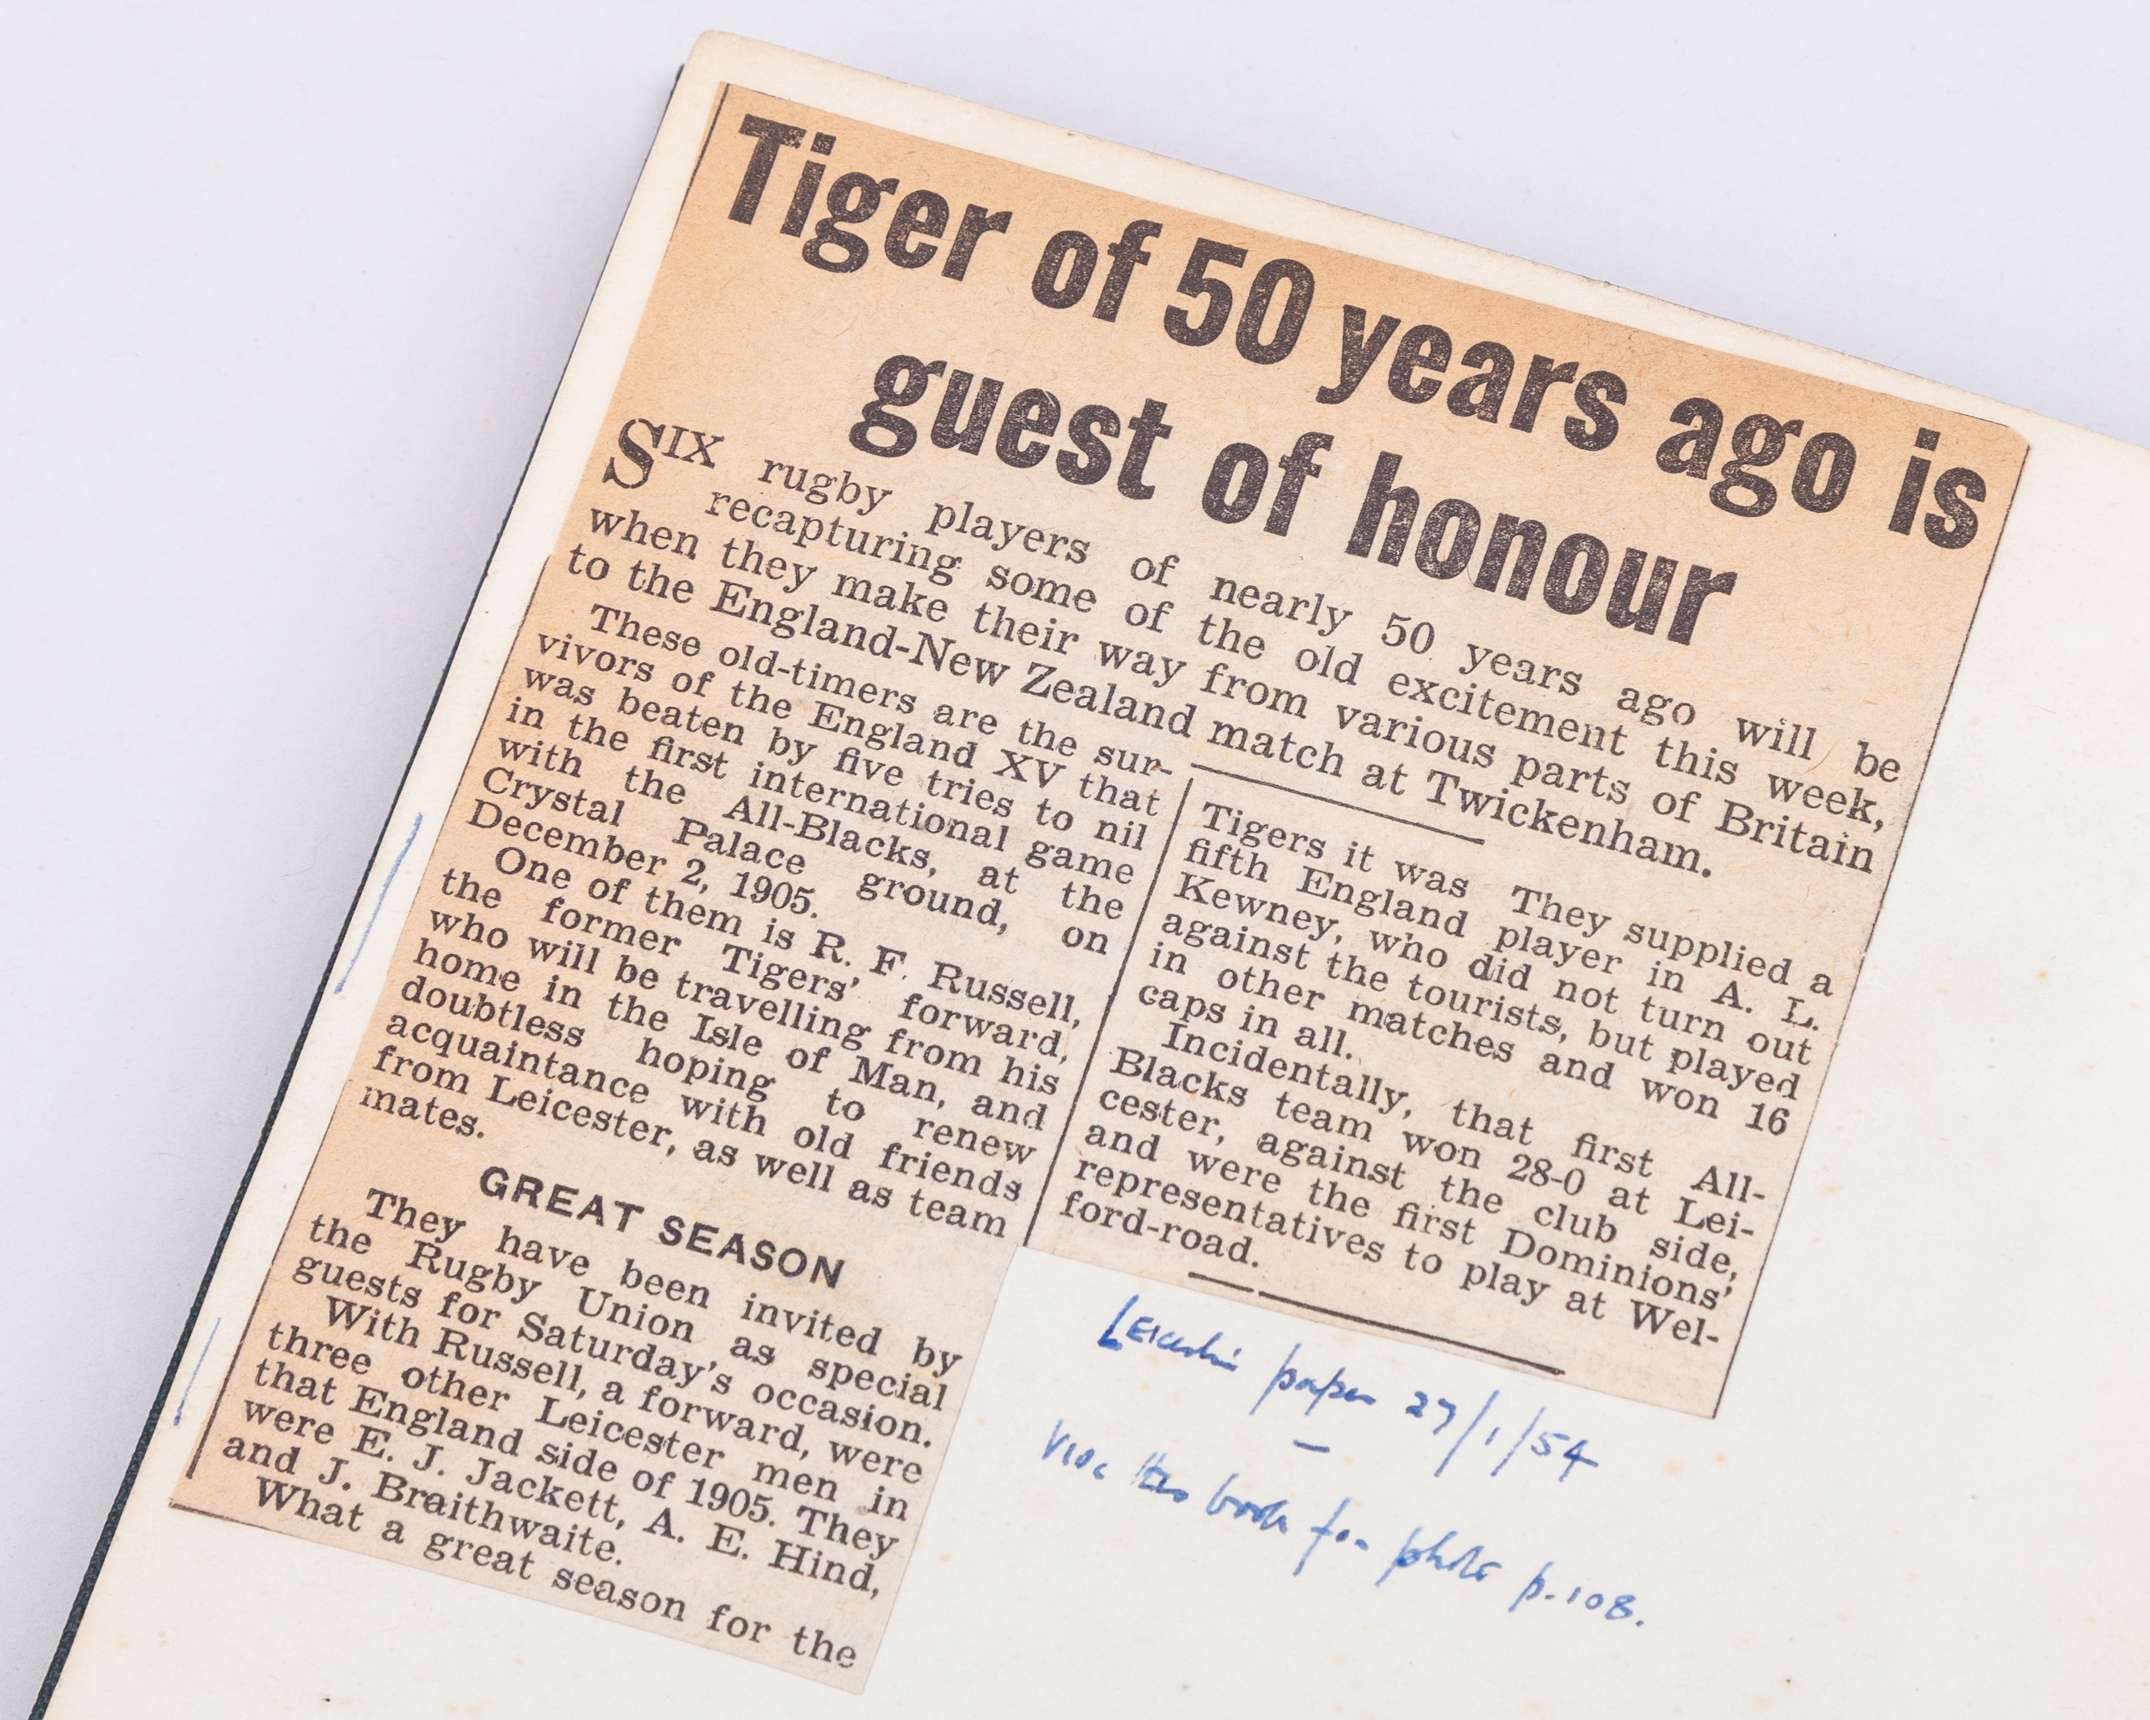 Tiger of 50 years ago is
guest of honour
SIX rugby players of nearly 50 years ago will be
recapturing some of the old excitement this week,
when they make their way from various parts of Britain
to the England-New Zealand match at Twickenham.
These old-timers are the sur-
vivors of the England XV that
was beaten by five tries to nil
in the first international game
with the All-Blacks, at the
Crystal Palace ground, on
December 2, 1905.
One of them is R. F. Russell,
the former Tigers' forward,
who will be travelling from his
home in the Isle of Man, and
doubtless hoping to renew
acquaintance with old friends
from Leicester, as well as team
mates.
GREAT SEASON
They have been invited by
the Rugby Union as special
guests for Saturday's occasion.
With Russell, a forward, were
three other Leicester men in
that England side of 1905. They
were E. J. Jackett, A. E. Hind,
and J. Braithwaite.
What a great season for the
Tigers it was They supplied a
fifth England player in A. L.
Kewney, who did not turn out
against the tourists, but played
in other matches and won 16
caps in all.
Incidentally, that first All-
Blacks team won 28-0 at Lei-
cester, against the club side,
and were the first Dominions'
representatives to play at Wel-
ford-road.
paper 27/1/54
book for photo p. 108.